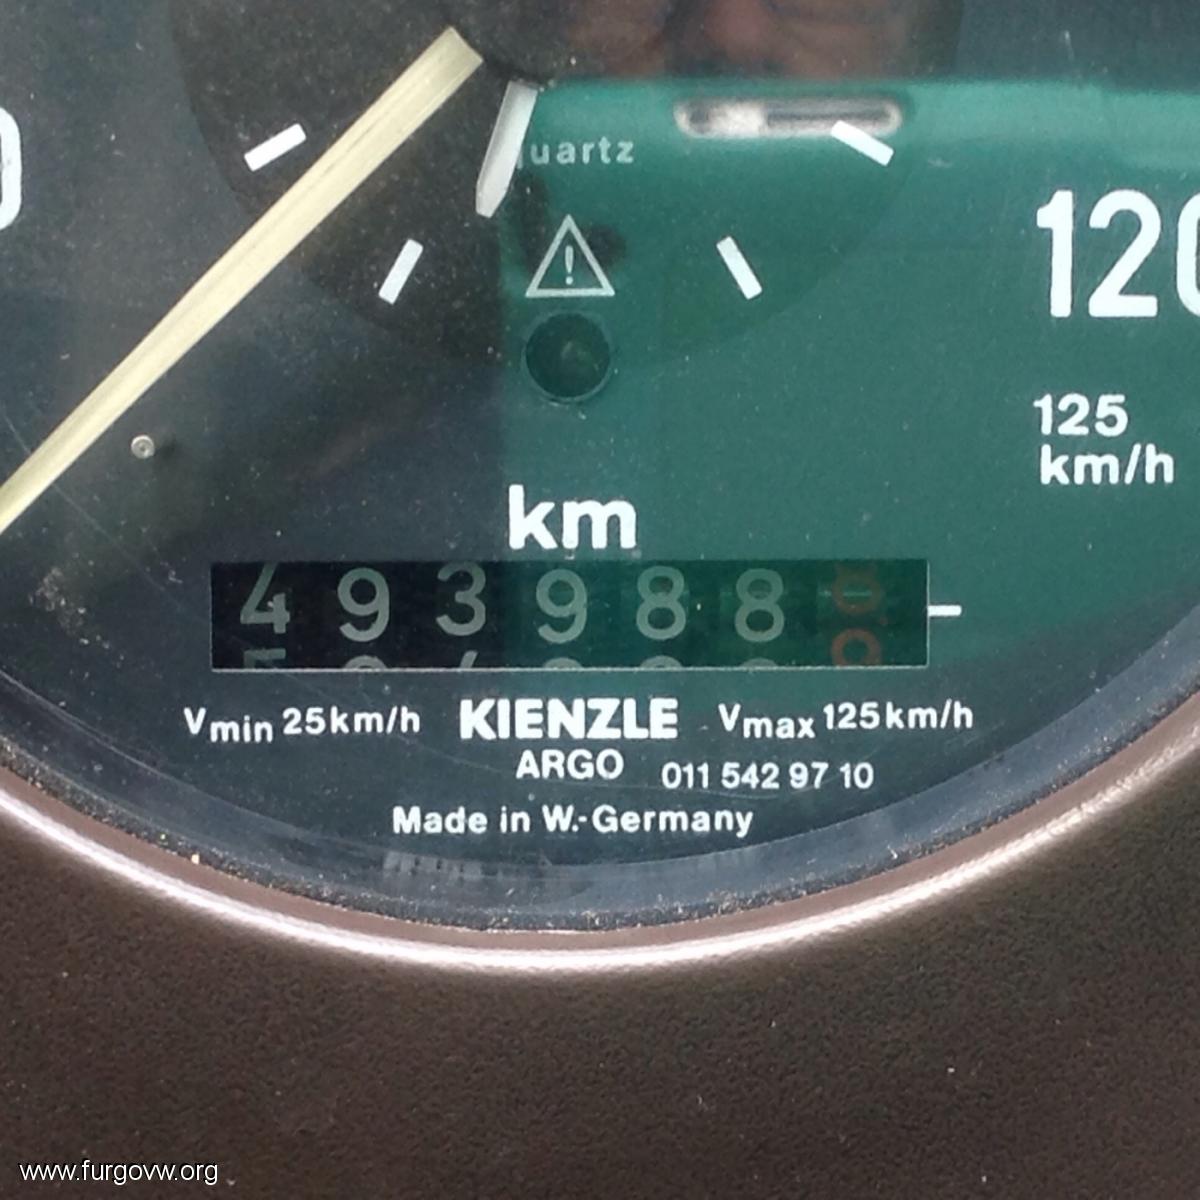 uartz
120
125
km/h
km
493988
Vmin 25km/h KIENZLE Vmax 125km/h
ARGO 011 542 97 10
Made in W.-Germany
www.furgovw.org